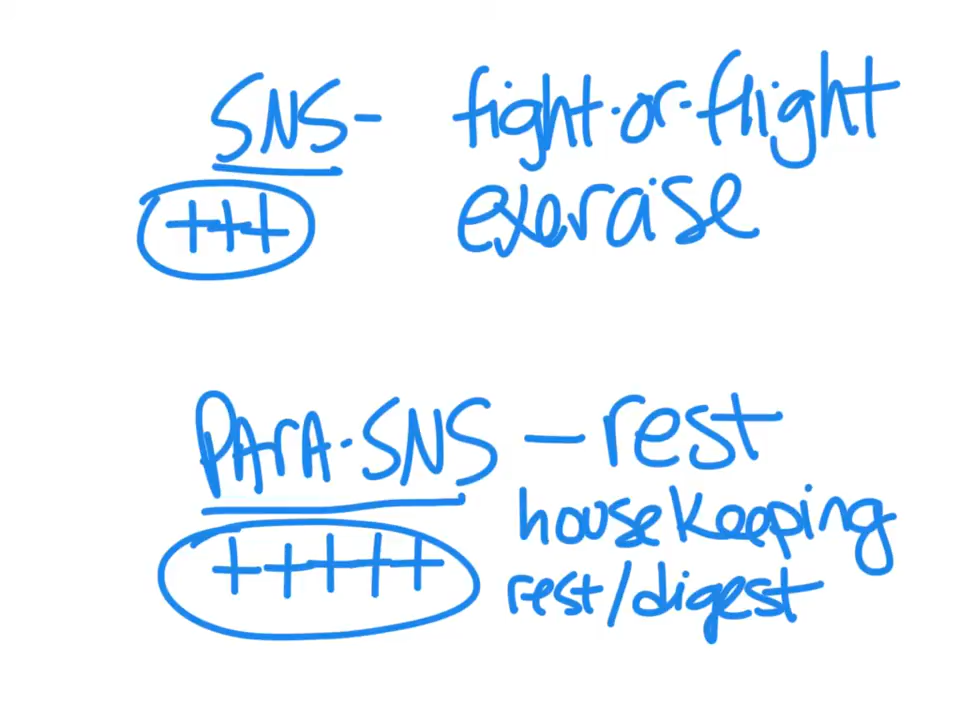 SNS- fight-or-flight
+++ exercise
PArA-SNS - rest
housekeeping
+++++ rest/digest